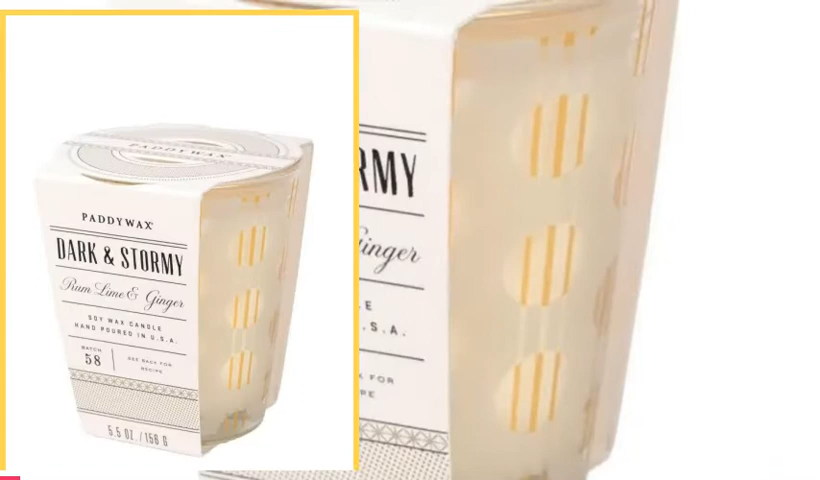 PADDYWAX
PADDYWAX
DARK & STORMY
Rum Lime & Ginger
SOY WAX CANDLE
HAND POURED IN U.S.A.
BATCH
58
SEE BACK FOR
RECIPE
5.5 OZ. / 156 G
RMY
Ginger
E
.S.A.
FOR
PE